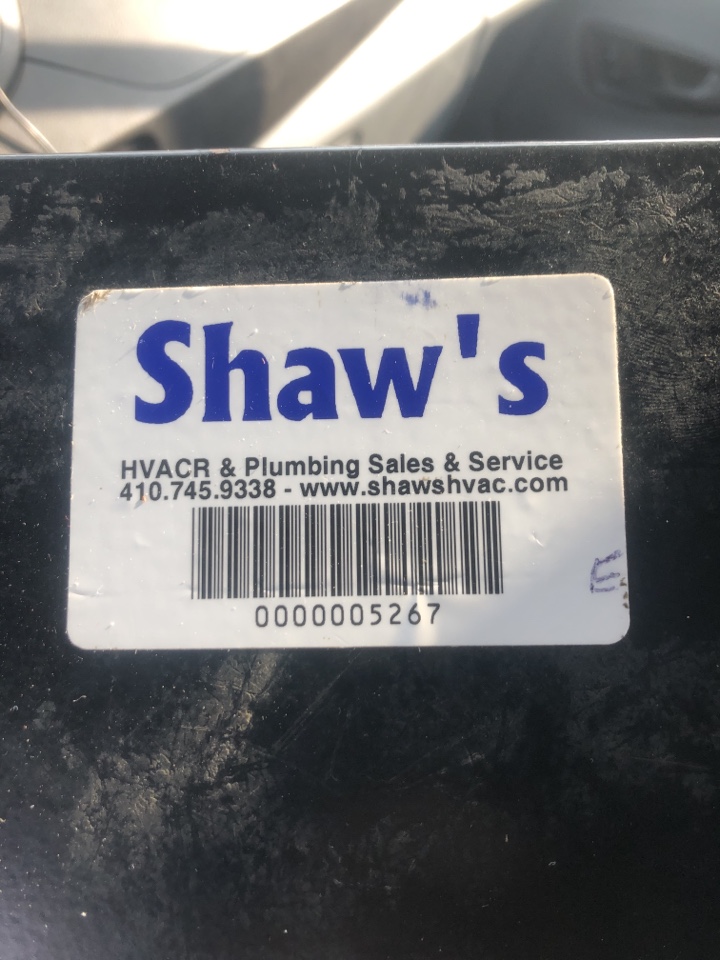 Shaw's
HVACR & Plumbing Sales & Service
410.745.9338 - www.shawshvac.com
0000005267
E